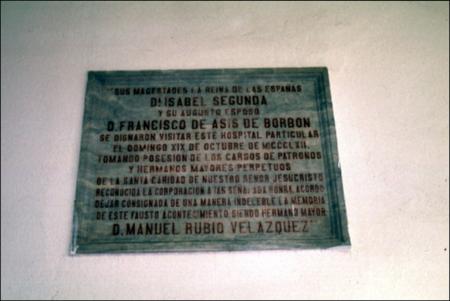 "SUS MAGESTADES LA REINA DE LAS ESPAÑAS
Dª ISABEL SEGUNDA
Y SU AUGUSTO ESPOSO
D. FRANCISCO DE ASIS DE BORBON
SE DIGNARON VISITAR ESTE HOSPITAL PARTICULAR
EL DOMINGO XIX DE OCTUBRE DE MDCCCLXII,
TOMANDO POSESION DE LOS CARGOS DE PATRONOS
Y HERMANOS MAYORES PERPETUOS
DE LA SANTA CARIDAD DE NUESTRO SEÑOR JESUCRISTO
RECONOCIDA LA CORPORACION A TAN SEÑALADA HONRA, ACORDO
DEJAR CONSIGNADA DE UNA MANERA INDELEBLE LA MEMORIA
DE ESTE FAUSTO ACONTECIMIENTO SIENDO HERMANO MAYOR
D. MANUEL RUBIO VELAZQUEZ"